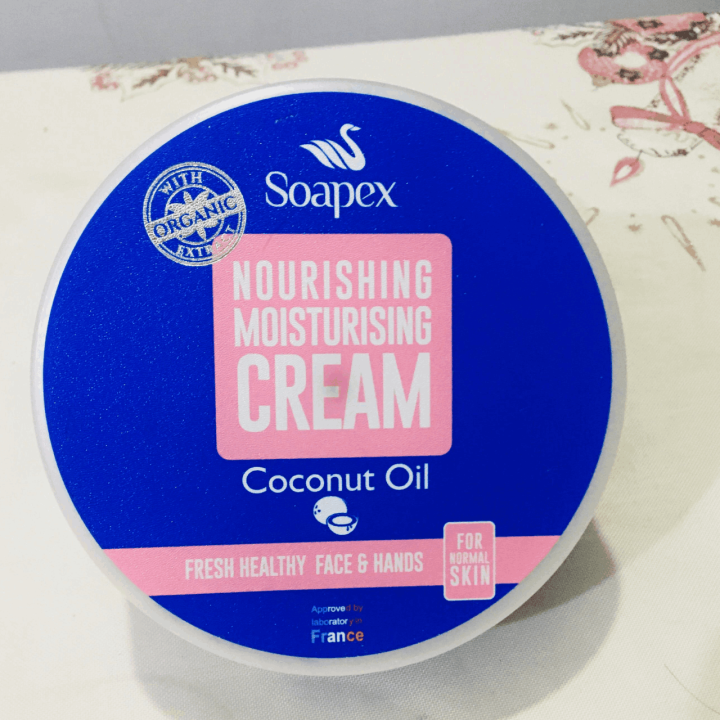 Soapex
WITH
ORGANIC
EXTRACT
NOURISHING
MOISTURISING
CREAM
Coconut Oil
FRESH HEALTHY FACE & HANDS
FOR
NORMAL
SKIN
Approved by
laboratory in
France